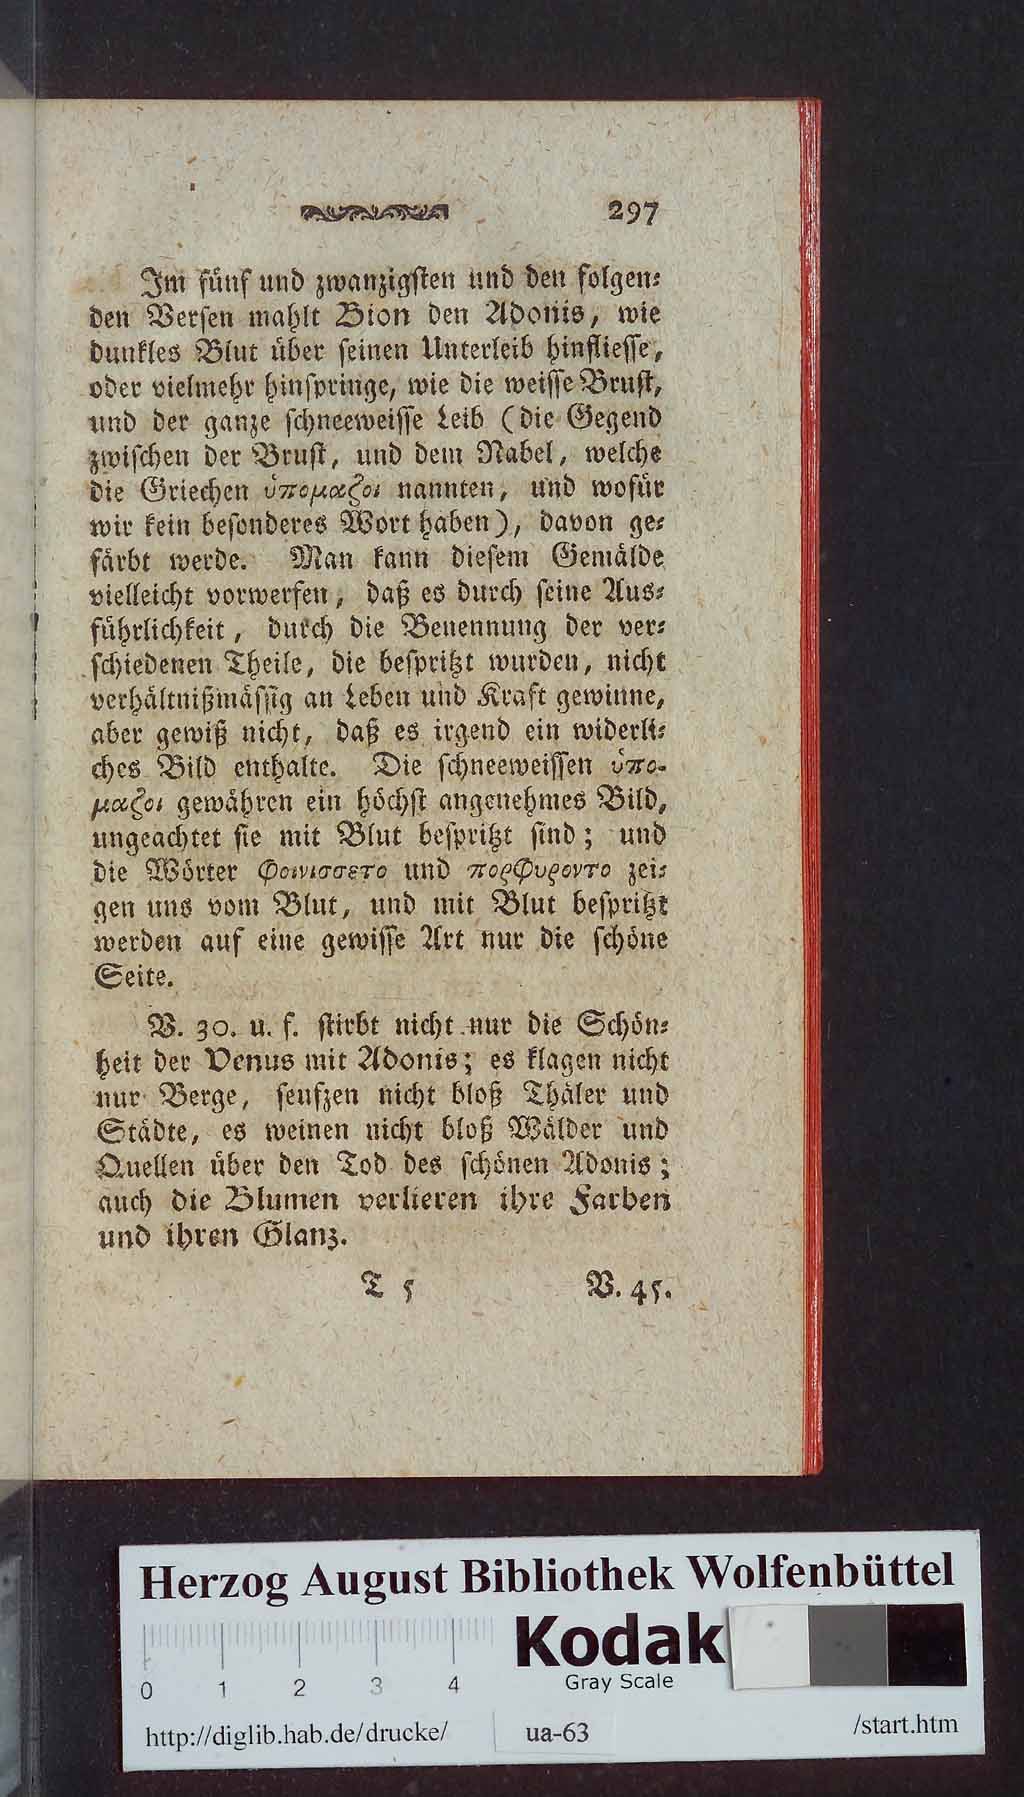 297
Im fünf und zwanzigsten und den folgen⸗
den Versen mahlt Bion den Adonis, wie
dunkles Blut über seinen Unterleib hinfliesse,
oder vielmehr hinspringe, wie die weisse Brust,
und der ganze schneeweisse Leib (die Gegend
zwischen der Brust, und dem Nabel, welche
die Griechen ὑπομαζοι nannten, und wofür
wir kein besonderes Wort haben), davon ge⸗
färbt werde. Man kann diesem Gemälde
vielleicht vorwerfen, daß es durch seine Aus⸗
führlichkeit, durch die Benennung der ver⸗
schiedenen Theile, die bespritzt wurden, nicht
verhältnißmässig an Leben und Kraft gewinne,
aber gewiß nicht, daß es irgend ein widerli⸗
ches Bild enthalte. Die schneeweissen ὑπο-
μαζοι gewähren ein höchst angenehmes Bild,
ungeachtet sie mit Blut bespritzt sind; und
die Wörter φοινισσετο und πορφυροντο zei⸗
gen uns vom Blut, und mit Blut bespritzt
werden auf eine gewisse Art nur die schöne
Seite.
V. 30. u. f. stirbt nicht nur die Schön⸗
heit der Venus mit Adonis; es klagen nicht
nur Berge, seufzen nicht bloß Thäler und
Städte, es weinen nicht bloß Wälder und
Quellen über den Tod des schönen Adonis;
auch die Blumen verlieren ihre Farben
und ihren Glanz.
T 5 V. 45.
Herzog August Bibliothek Wolfenbüttel
Kodak
Gray Scale
0 1 2 3 4
http://diglib.hab.de/drucke/ ua-63 /start.htm